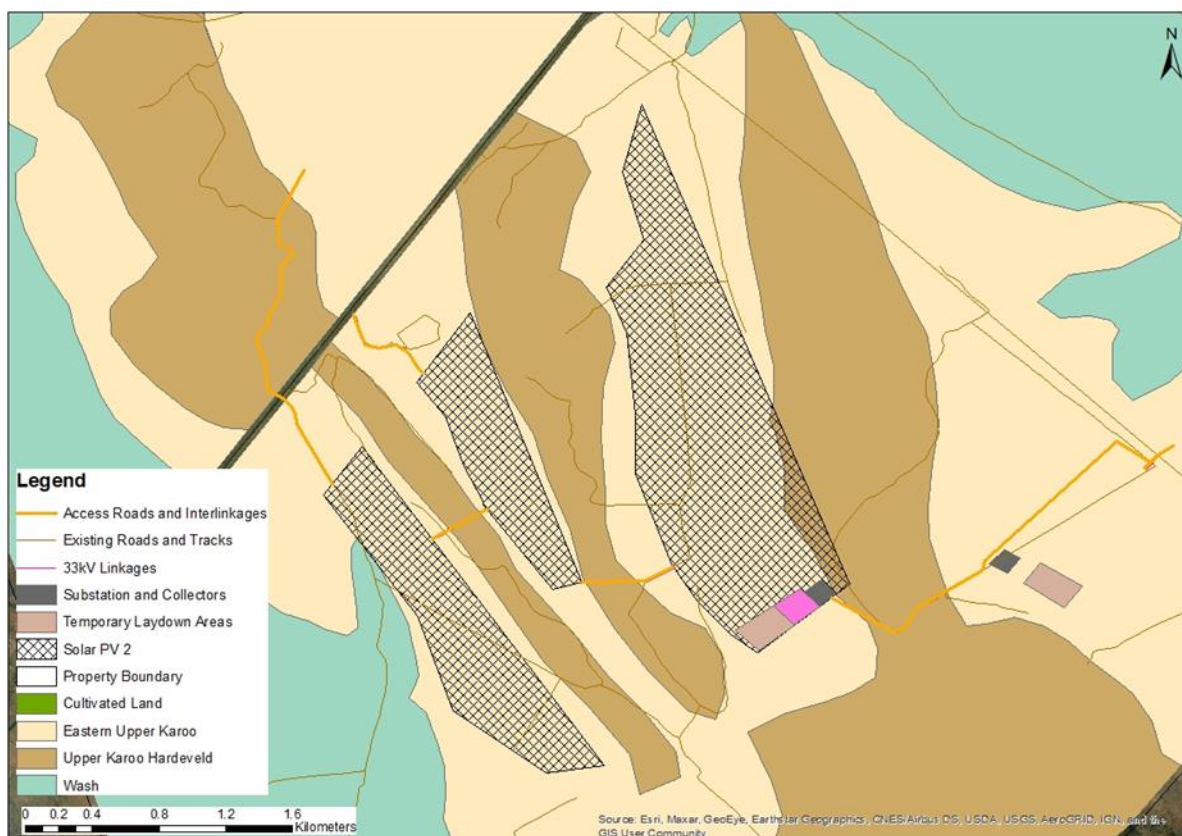 N
Legend
Access Roads and Interlinkages
Existing Roads and Tracks
33kV Linkages
Substation and Collectors
Temporary Laydown Areas
Solar PV 2
Property Boundary
Cultivated Land
Eastern Upper Karoo
Upper Karoo Hardeveld
Wash
0 0.2 0.4 0.8 1.2 1.6
Kilometers
Source: Esri, Maxar, GeoEye, Earthstar Geographics, CNES/Airbus DS, USDA, USGS, AeroGRID, IGN, and the
GIS User Community